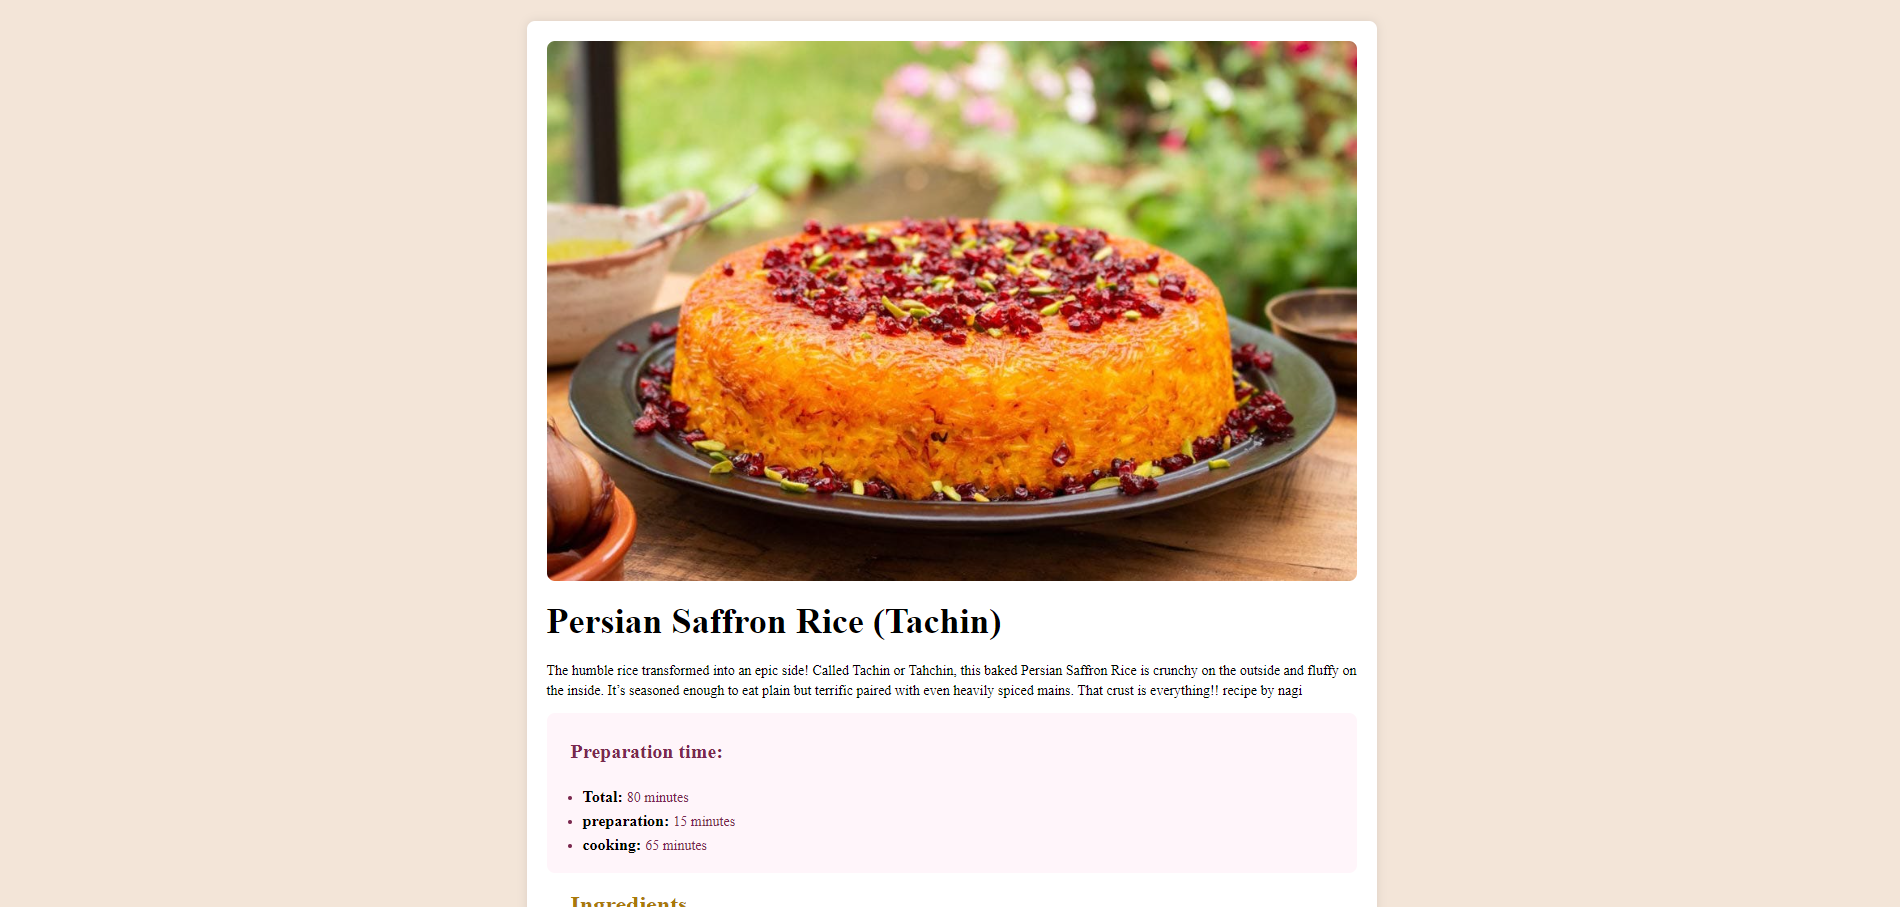 Persian Saffron Rice (Tachin)
The humble rice transformed into an epic side! Called Tachin or Tahchin, this baked Persian Saffron Rice is crunchy on the outside and fluffy on
the inside. It’s seasoned enough to eat plain but terrific paired with even heavily spiced mains. That crust is everything!! recipe by nagi
Preparation time:
• Total: 80 minutes
• preparation: 15 minutes
• cooking: 65 minutes
Ingredients